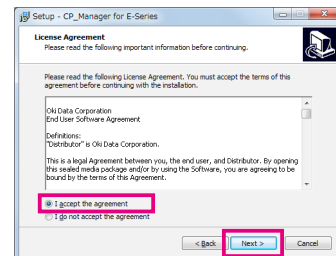 Setup - CP_Manager for E-Series
License Agreement
Please read the following important information before continuing.
Please read the following License Agreement. You must accept the terms of this
agreement before continuing with the installation.
Oki Data Corporation
End User Software Agreement
Definitions:
"Distributor" is Oki Data Corporation.
This is a legal Agreement between you, the end user, and Distributor. By opening
this sealed media package and/or by using the Software, you are agreeing to be
bound by the terms of this Agreement.
I accept the agreement
I do not accept the agreement
< Back Next > Cancel